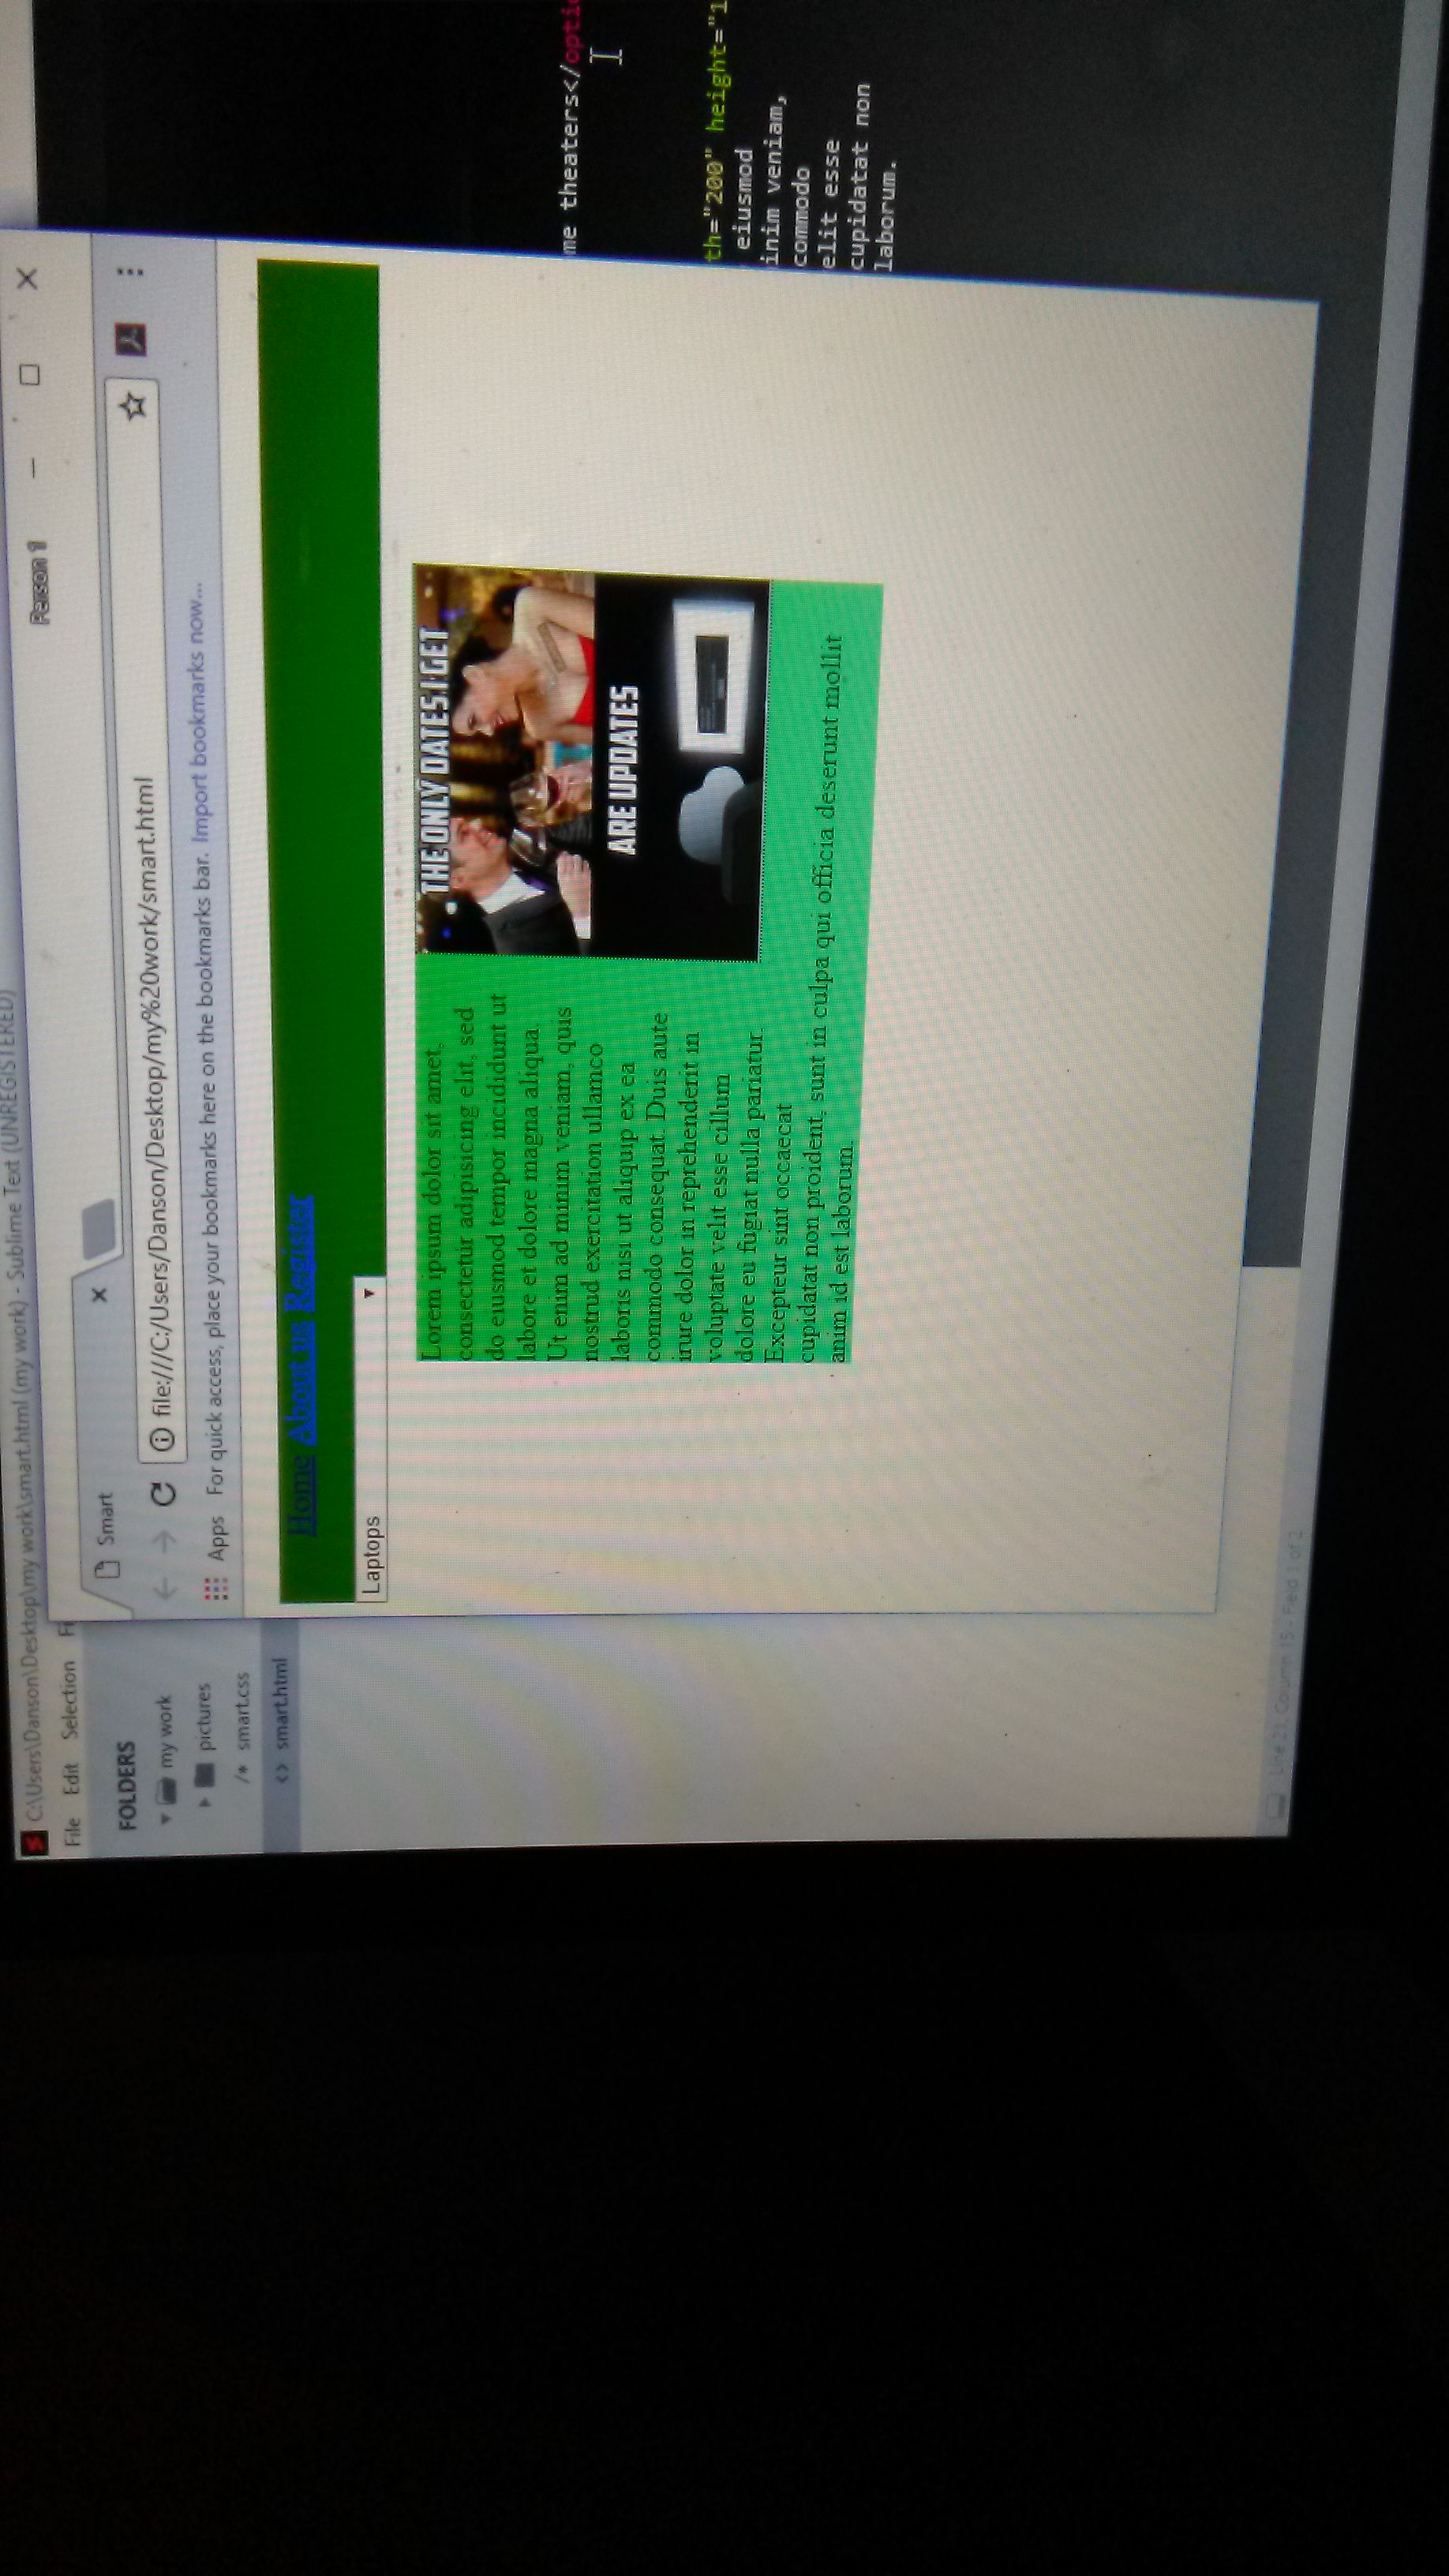 C:\Users\Danson\Desktop\my work\smart.html (my work) - Sublime Text (UNREGISTERED)
File Edit Selection
FOLDERS
my work
pictures
/* smart.css
<> smart.html
Person 1
Smart
file:///C:/Users/Danson/Desktop/my%20work/smart.html
Apps For quick access, place your bookmarks here on the bookmarks bar. Import bookmarks now...
Home About us Register
Laptops
Lorem ipsum dolor sit amet,
consectetur adipisicing elit, sed
do eiusmod tempor incididunt ut
labore et dolore magna aliqua.
Ut enim ad minim veniam, quis
nostrud exercitation ullamco
laboris nisi ut aliquip ex ea
commodo consequat. Duis aute
irure dolor in reprehenderit in
voluptate velit esse cillum
dolore eu fugiat nulla pariatur.
Excepteur sint occaecat
cupidatat non proident, sunt in culpa qui officia deserunt mollit
anim id est laborum.
THE ONLY DATES I GET
ARE UPDATES
me theaters</optio
th="200" height="1
eiusmod
inim veniam,
commodo
elit esse
cupidatat non
laborum.
Line 23, Column 15 - Field 1 of 2